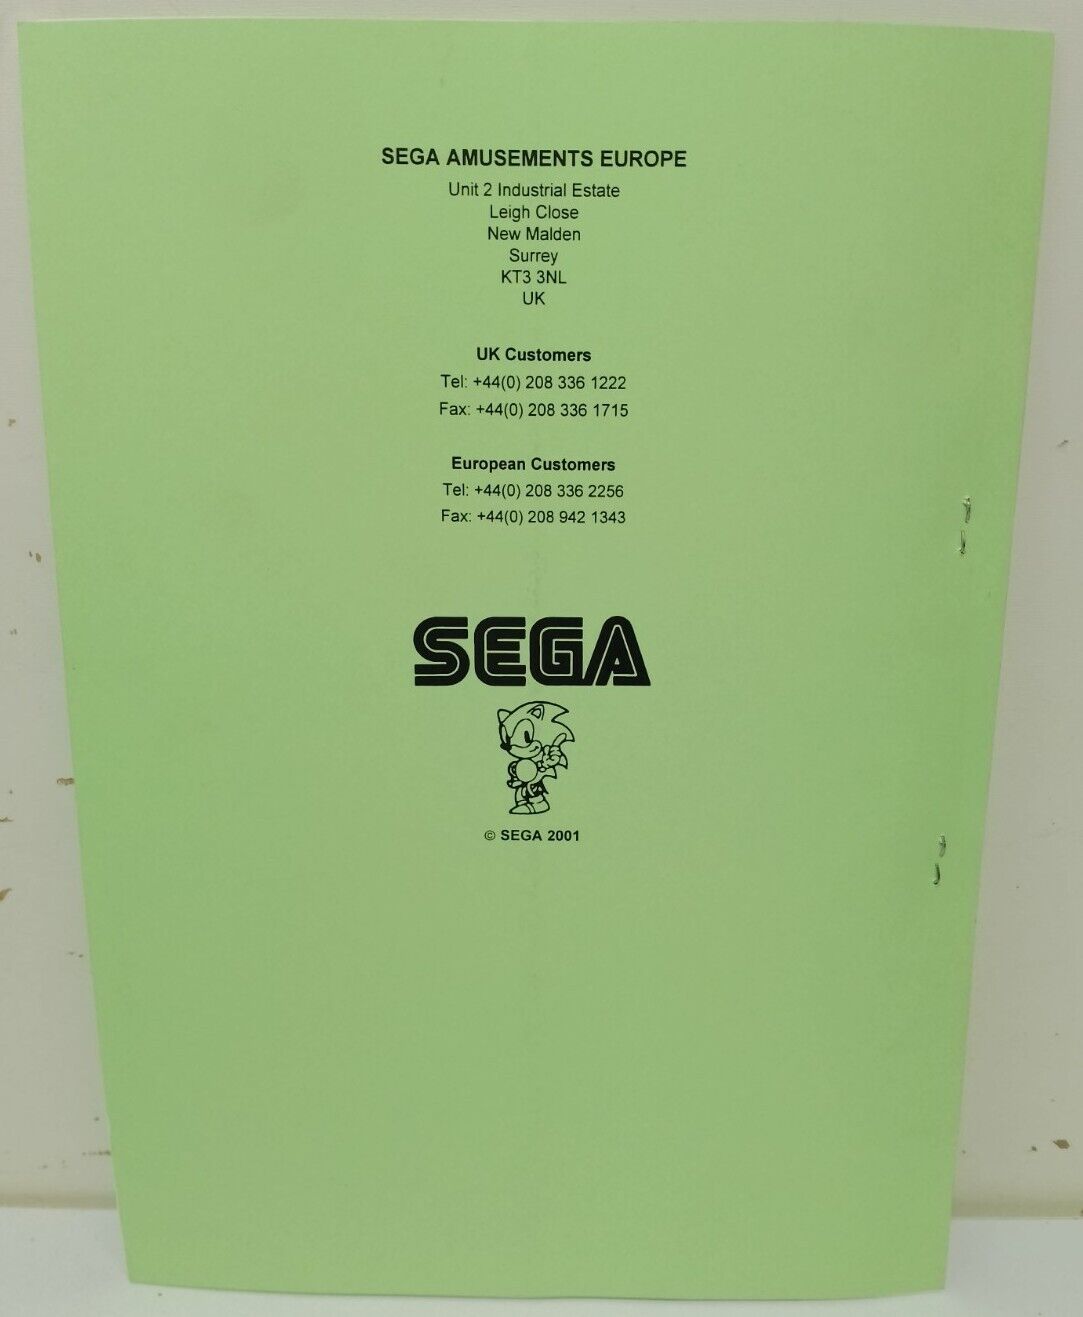 SEGA AMUSEMENTS EUROPE
Unit 2 Industrial Estate
Leigh Close
New Malden
Surrey
KT3 3NL
UK
UK Customers
Tel: +44(0) 208 336 1222
Fax: +44(0) 208 336 1715
European Customers
Tel: +44(0) 208 336 2256
Fax: +44(0) 208 942 1343
SEGA
© SEGA 2001